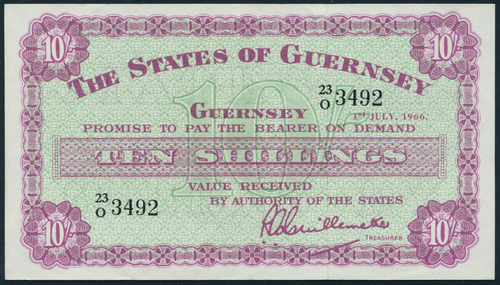 10/- 10/-
THE STATES OF GUERNSEY
23/O 3492
GUERNSEY 1st JULY, 1966.
PROMISE TO PAY THE BEARER ON DEMAND
10/-
TEN SHILLINGS
VALUE RECEIVED
23/O 3492
BY AUTHORITY OF THE STATES
TREASURER
10/- 10/-